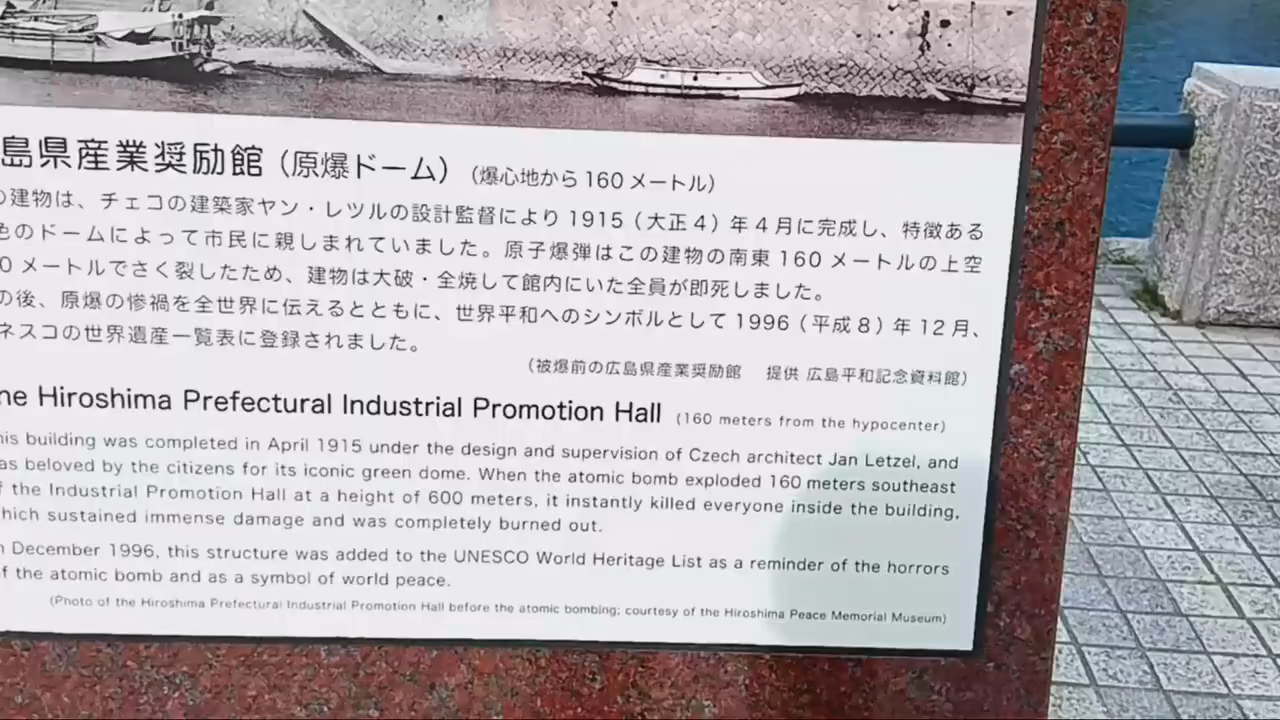 島県産業奨励館（原爆ドーム）（爆心地から160メートル）
の建物は、チェコの建築家ヤン・レツルの設計監督により1915（大正4）年4月に完成し、特徴ある
色のドームによって市民に親しまれていました。原子爆弾はこの建物の南東160メートルの上空
0メートルでさく裂したため、建物は大破・全焼して館内にいた全員が即死しました。
の後、原爆の惨禍を全世界に伝えるとともに、世界平和へのシンボルとして1996（平成8）年12月、
ネスコの世界遺産一覧表に登録されました。
（被爆前の広島県産業奨励館　提供 広島平和記念資料館）
he Hiroshima Prefectural Industrial Promotion Hall (160 meters from the hypocenter)
his building was completed in April 1915 under the design and supervision of Czech architect Jan Letzel, and
as beloved by the citizens for its iconic green dome. When the atomic bomb exploded 160 meters southeast
f the Industrial Promotion Hall at a height of 600 meters, it instantly killed everyone inside the building,
hich sustained immense damage and was completely burned out.
n December 1996, this structure was added to the UNESCO World Heritage List as a reminder of the horrors
f the atomic bomb and as a symbol of world peace.
(Photo of the Hiroshima Prefectural Industrial Promotion Hall before the atomic bombing; courtesy of the Hiroshima Peace Memorial Museum)